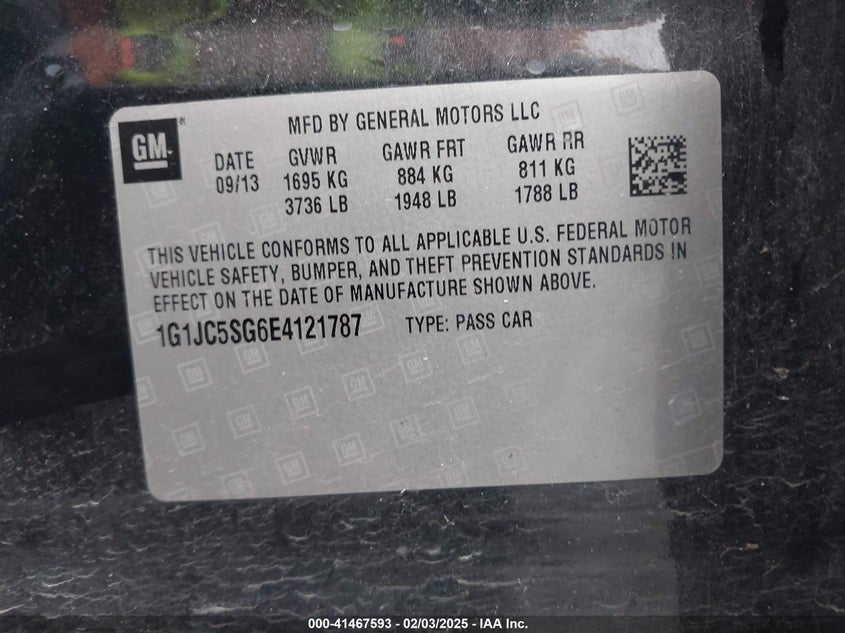 GM
®
MFD BY GENERAL MOTORS LLC
DATE GVWR GAWR FRT GAWR RR
09/13 1695 KG 884 KG 811 KG
3736 LB 1948 LB 1788 LB
THIS VEHICLE CONFORMS TO ALL APPLICABLE U.S. FEDERAL MOTOR
VEHICLE SAFETY, BUMPER, AND THEFT PREVENTION STANDARDS IN
EFFECT ON THE DATE OF MANUFACTURE SHOWN ABOVE.
1G1JC5SG6E4121787 TYPE: PASS CAR
000-41467593 - 02/03/2025 - IAA Inc.